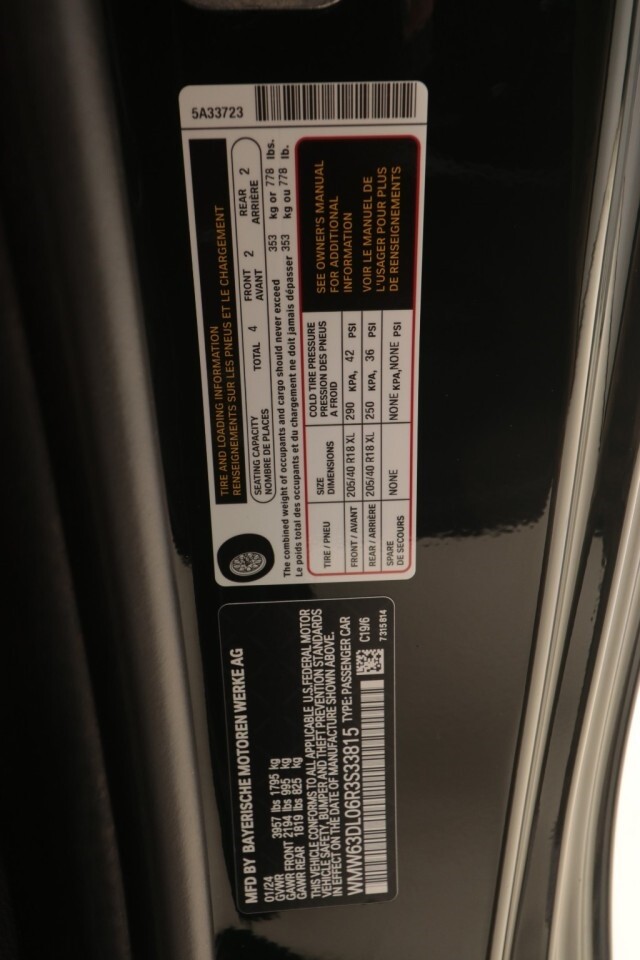 5A33723
TIRE AND LOADING INFORMATION
RENSEIGNEMENTS SUR LES PNEUS ET LE CHARGEMENT
SEATING CAPACITY TOTAL 4 FRONT 2 REAR 2
NOMBRE DE PLACES AVANT ARRIÈRE
The combined weight of occupants and cargo should never exceed 353 kg or 778 lbs.
Le poids total des occupants et du chargement ne doit jamais dépasser 353 kg ou 778 lb.
TIRE / PNEU
SIZE
DIMENSIONS
COLD TIRE PRESSURE
PRESSION DES PNEUS
A FROID
FRONT / AVANT 205/40 R18 XL 290 KPA, 42 PSI
REAR / ARRIÈRE 205/40 R18 XL 250 KPA, 36 PSI
SPARE
DE SECOURS
NONE NONE KPA, NONE PSI
SEE OWNER'S MANUAL
FOR ADDITIONAL
INFORMATION
VOIR LE MANUEL DE
L'USAGER POUR PLUS
DE RENSEIGNEMENTS
MFD BY BAYERISCHE MOTOREN WERKE AG
01/24
GVWR 3957 lbs 1795 kg
GAWR FRONT 2194 lbs 995 kg
GAWR REAR 1819 lbs 825 kg
THIS VEHICLE CONFORMS TO ALL APPLICABLE U.S.FEDERAL MOTOR
VEHICLE SAFETY, BUMPER AND THEFT PREVENTION STANDARDS
IN EFFECT ON THE DATE OF MANUFACTURE SHOWN ABOVE.
WMW63DL06R3S33815 TYPE: PASSENGER CAR
C19/6
7315814